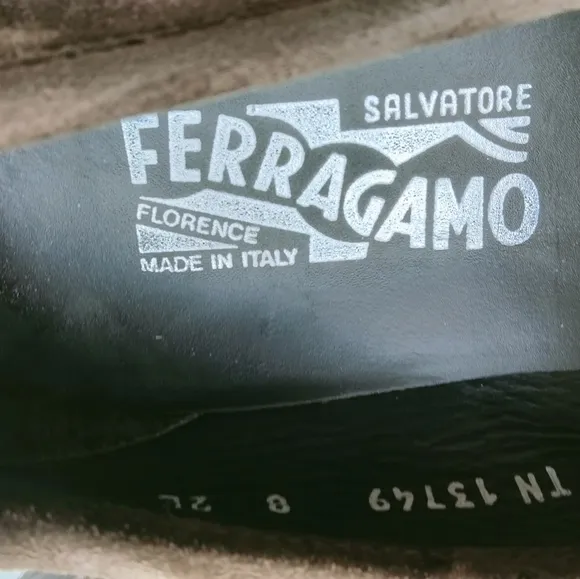 SALVATORE
FERRAGAMO
FLORENCE
MADE IN ITALY
TN 13749
8